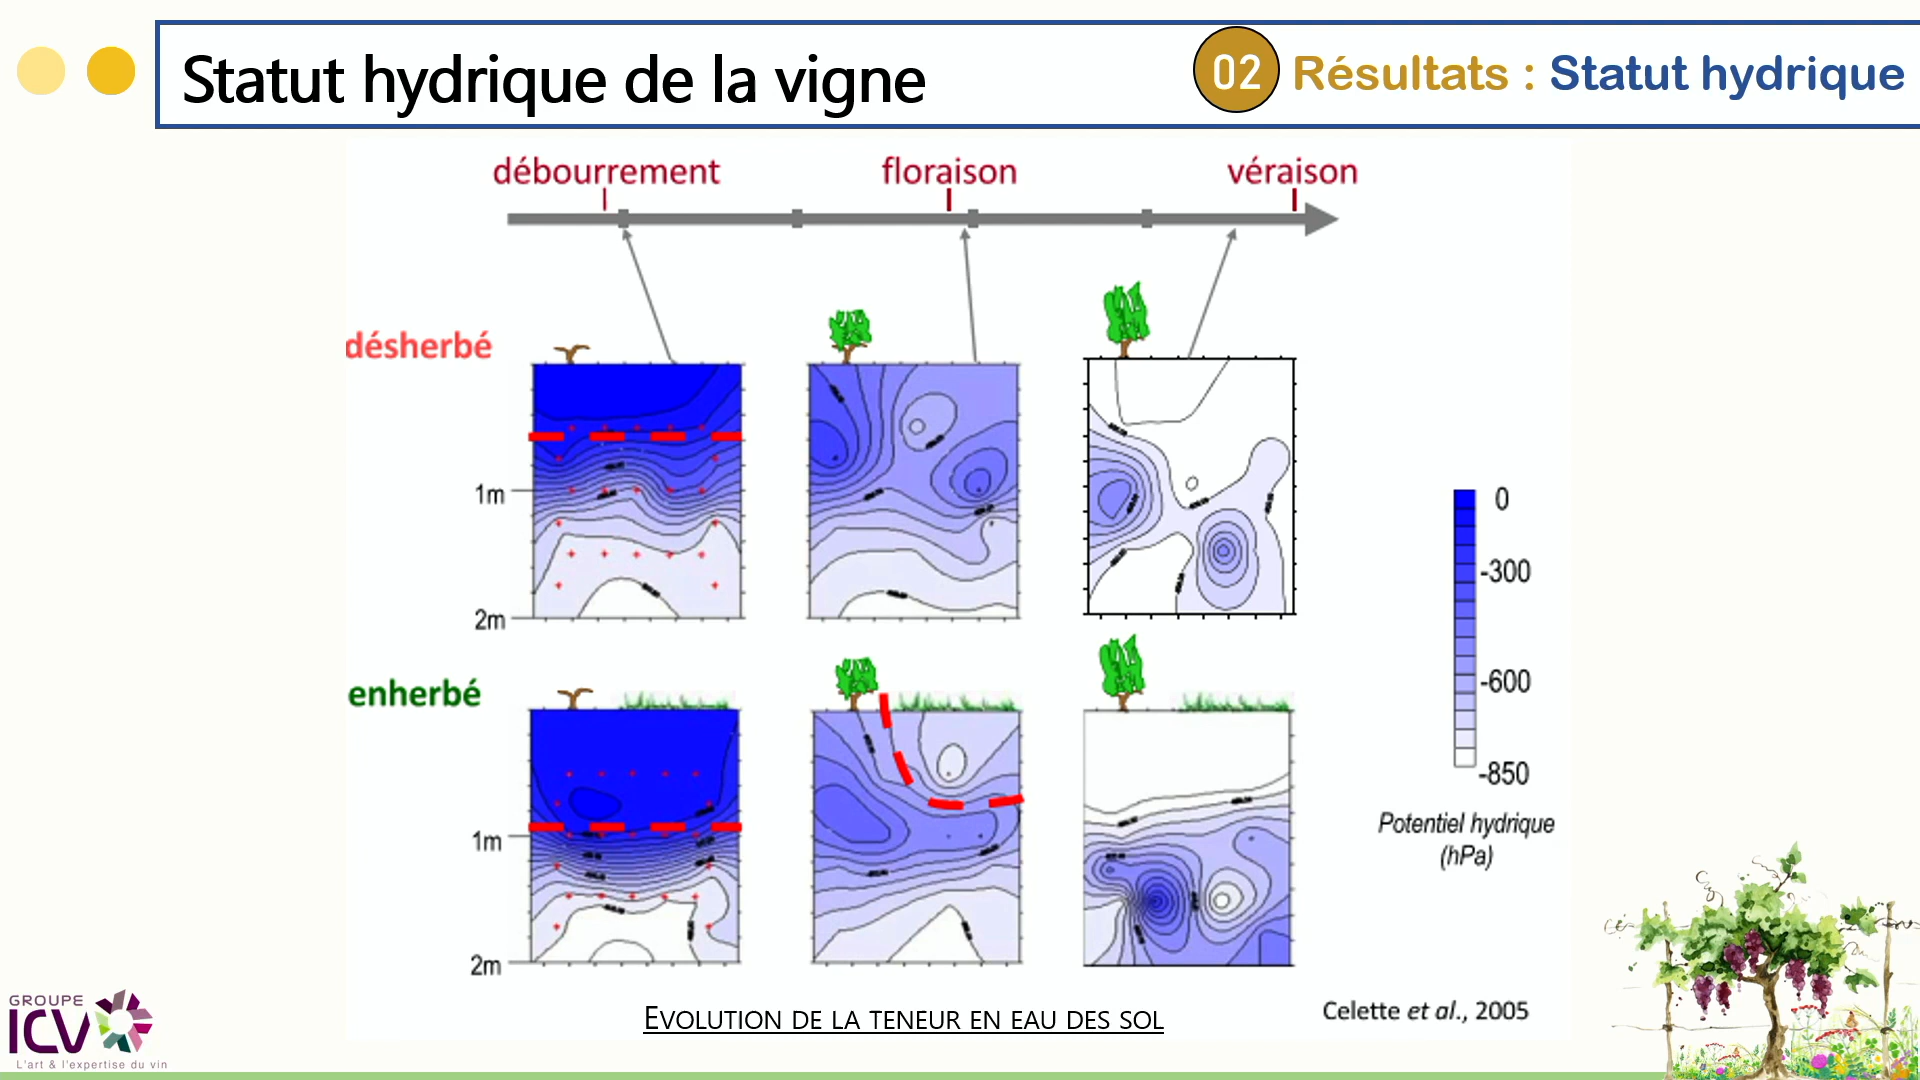 Statut hydrique de la vigne
02 Résultats : Statut hydrique
débourrement floraison véraison
désherbé
1m
2m
enherbé
1m
2m
0
-300
-600
-850
Potentiel hydrique
(hPa)
EVOLUTION DE LA TENEUR EN EAU DES SOL
Celette et al., 2005
GROUPE
ICV
L'art & l'expertise du vin